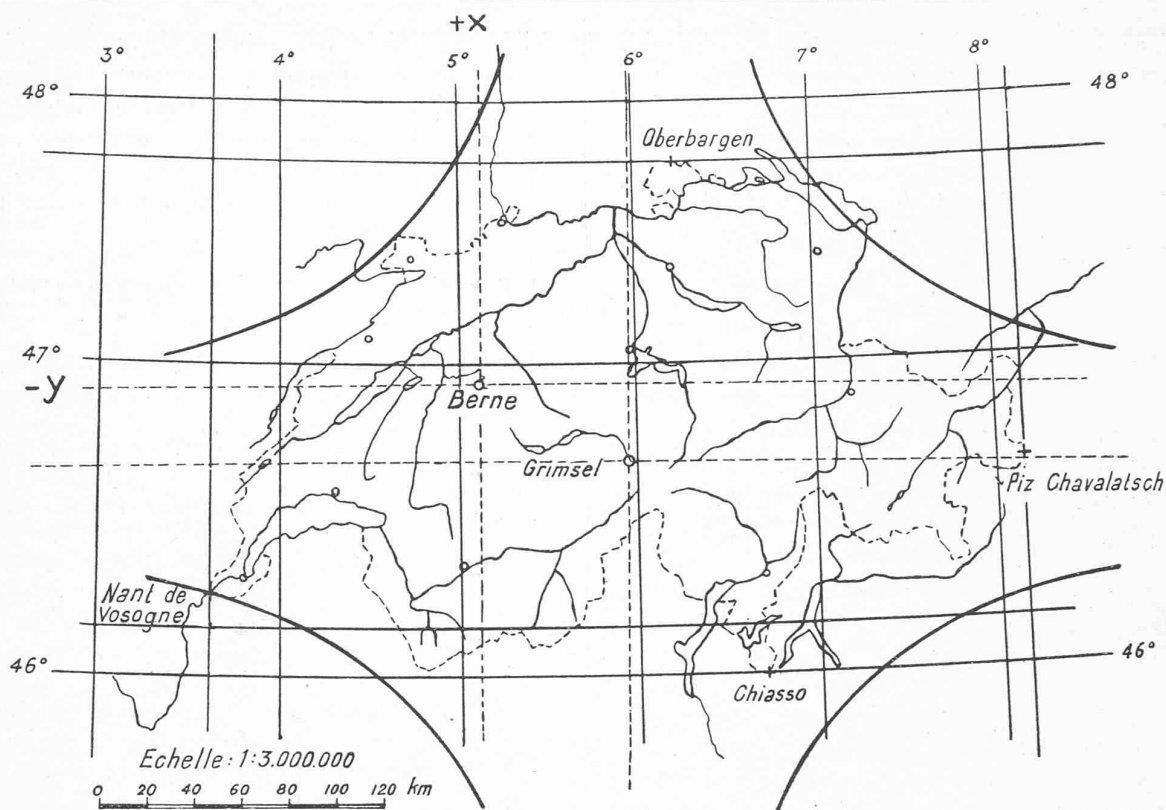 +X
3° 4° 5° 6° 7° 8°
48° 48°
Oberbargen
47°
-y
Berne
Grimsel
Piz Chavalatsch
Nant de
Vosogne
46° 46°
Chiasso
Echelle: 1:3.000.000
0 20 40 60 80 100 120 km